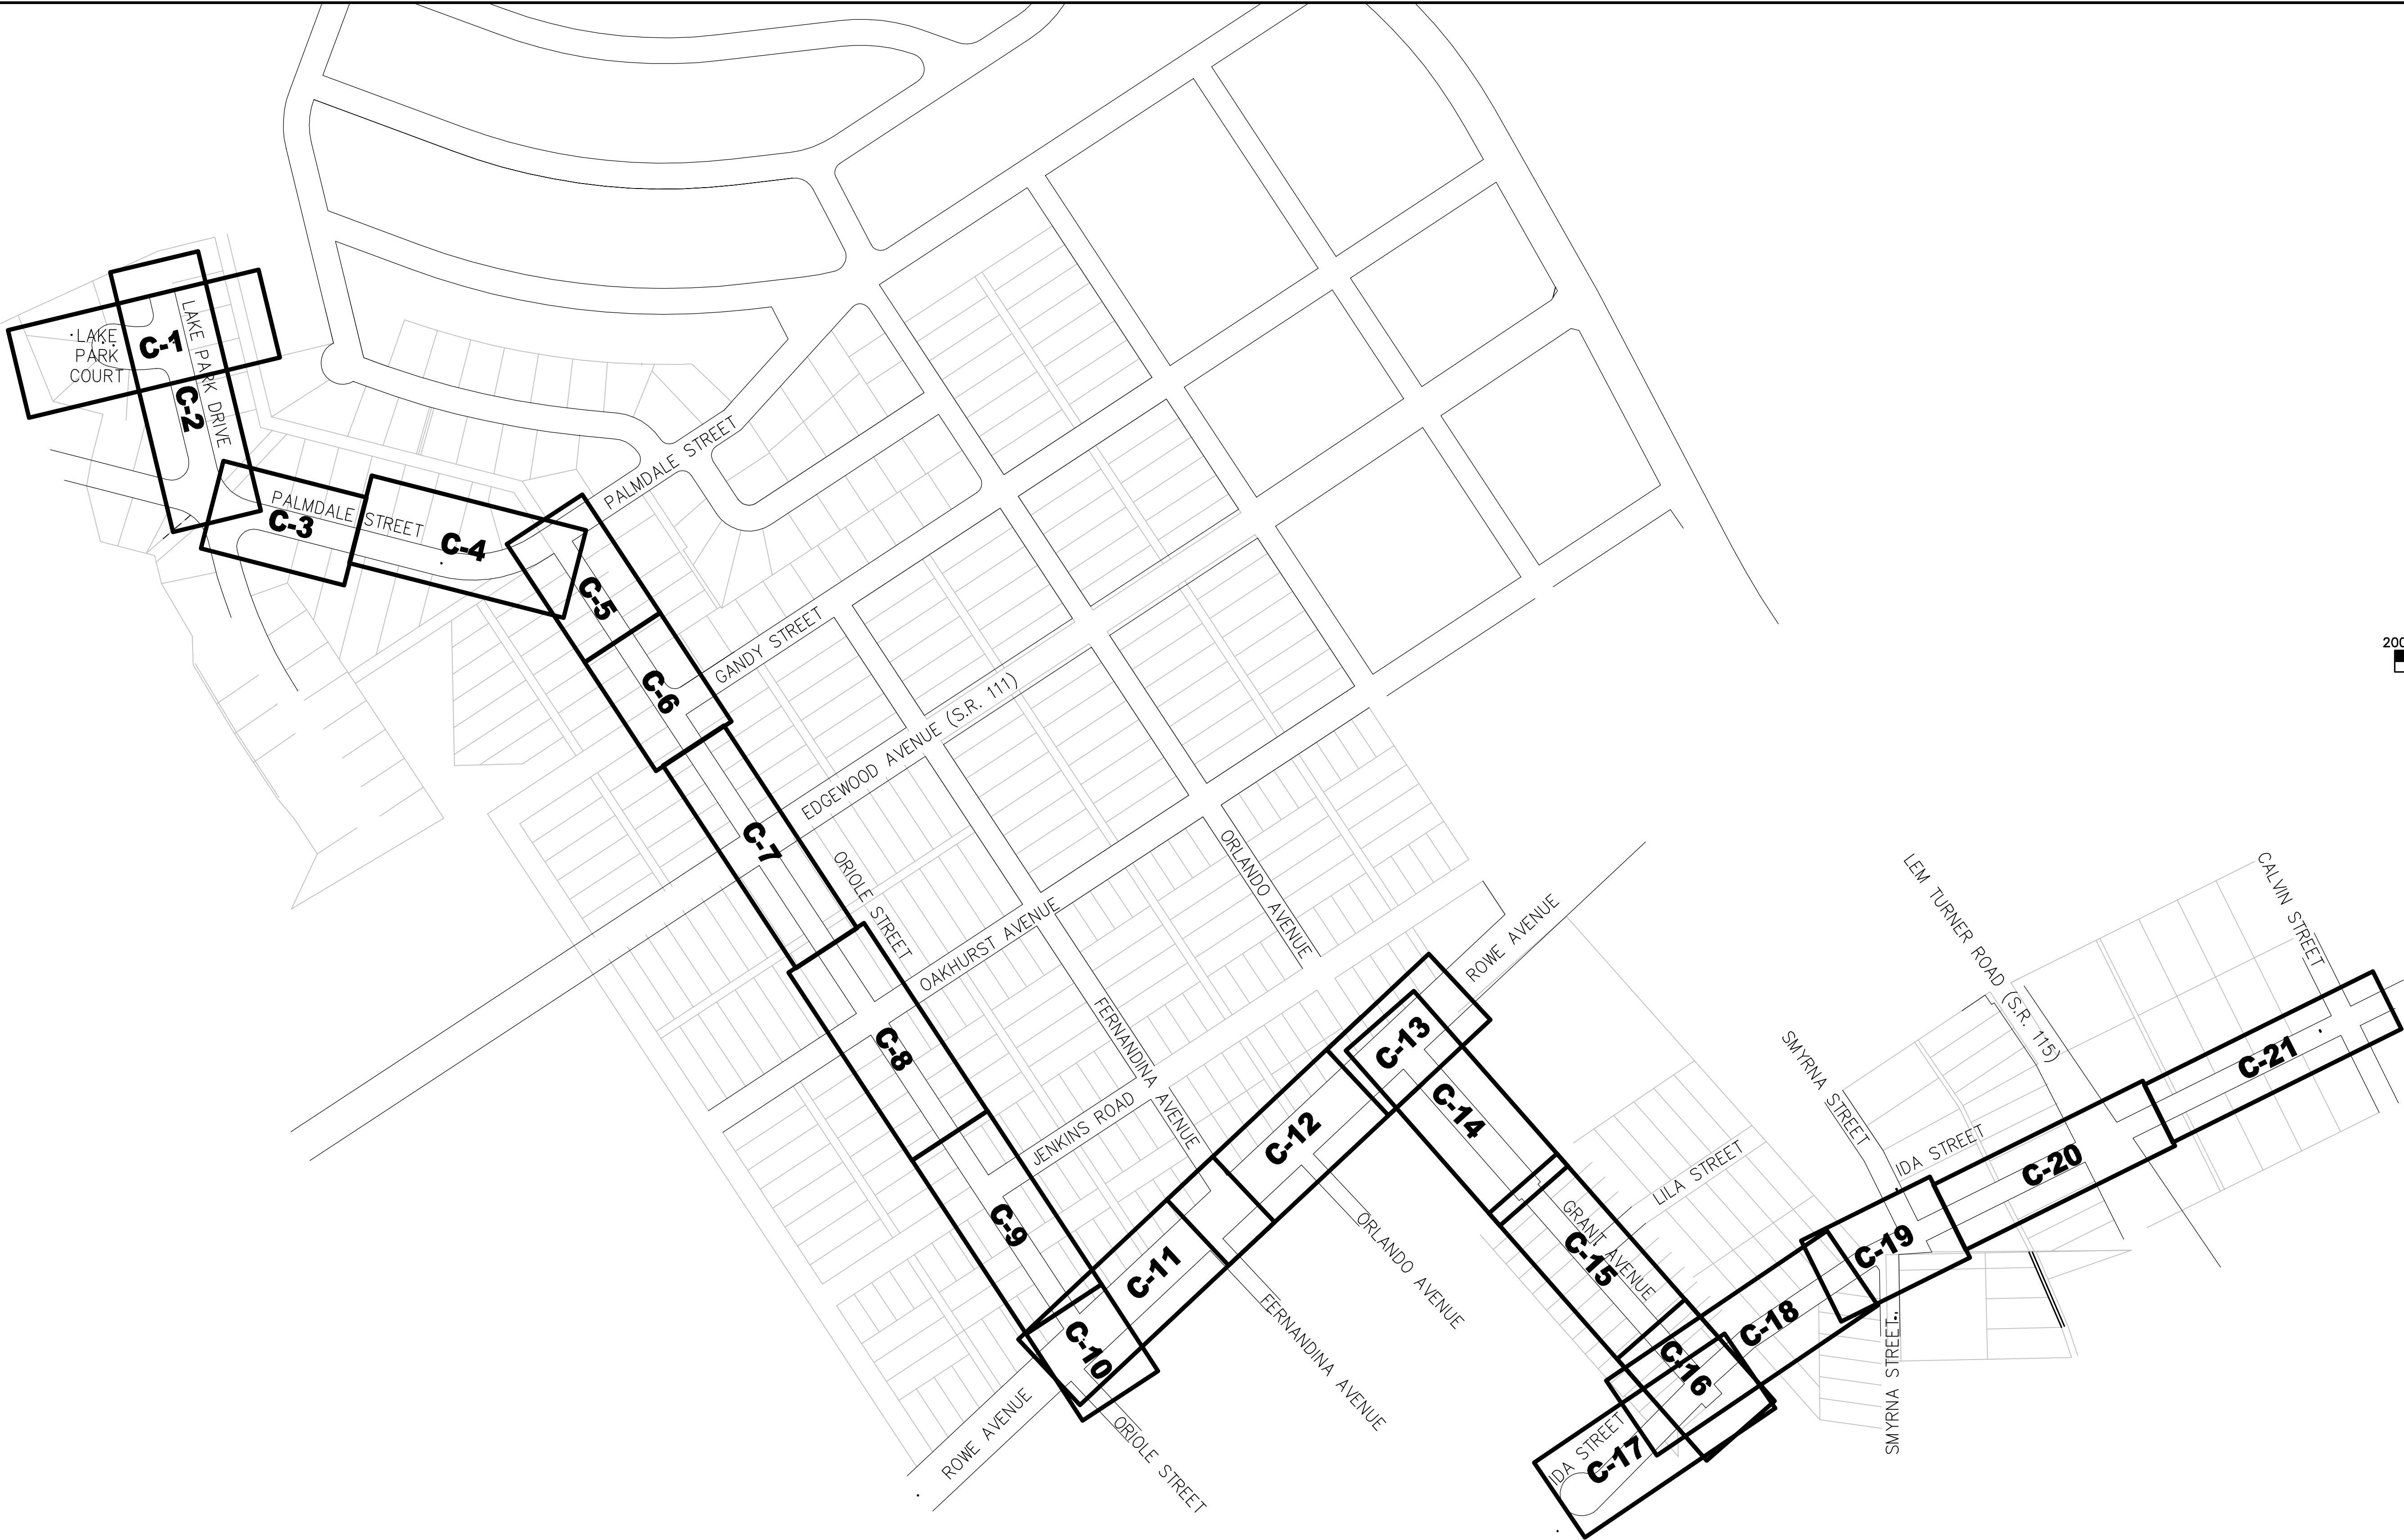 LAKE
PARK
COURT
C-1
LAKE PARK DRIVE
C-2
PALMDALE STREET
C-3
C-4
PALMDALE STREET
C-5
C-6
GANDY STREET
200
EDGEWOOD AVENUE (S.R. 111)
C-7
ORIOLE STREET
OAKHURST AVENUE
ORLANDO AVENUE
ROWE AVENUE
LEM TURNER ROAD (S.R. 115)
CALVIN STREET
C-8
FERNANDINA AVENUE
JENKINS ROAD
C-9
C-10
C-11
C-12
C-13
C-14
ORLANDO AVENUE
FERNANDINA AVENUE
ROWE AVENUE
ORIOLE STREET
GRANT AVENUE
C-15
LILA STREET
SMYRNA STREET
IDA STREET
C-16
IDA STREET
C-17
C-18
C-19
SMYRNA STREET
C-20
C-21